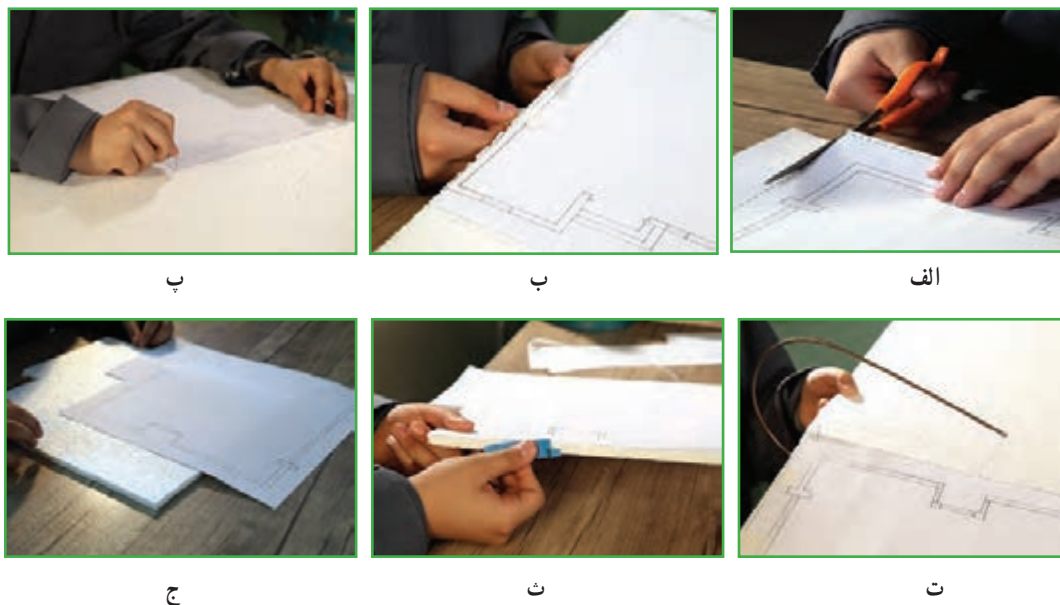 الف ب پ
ت ث ج